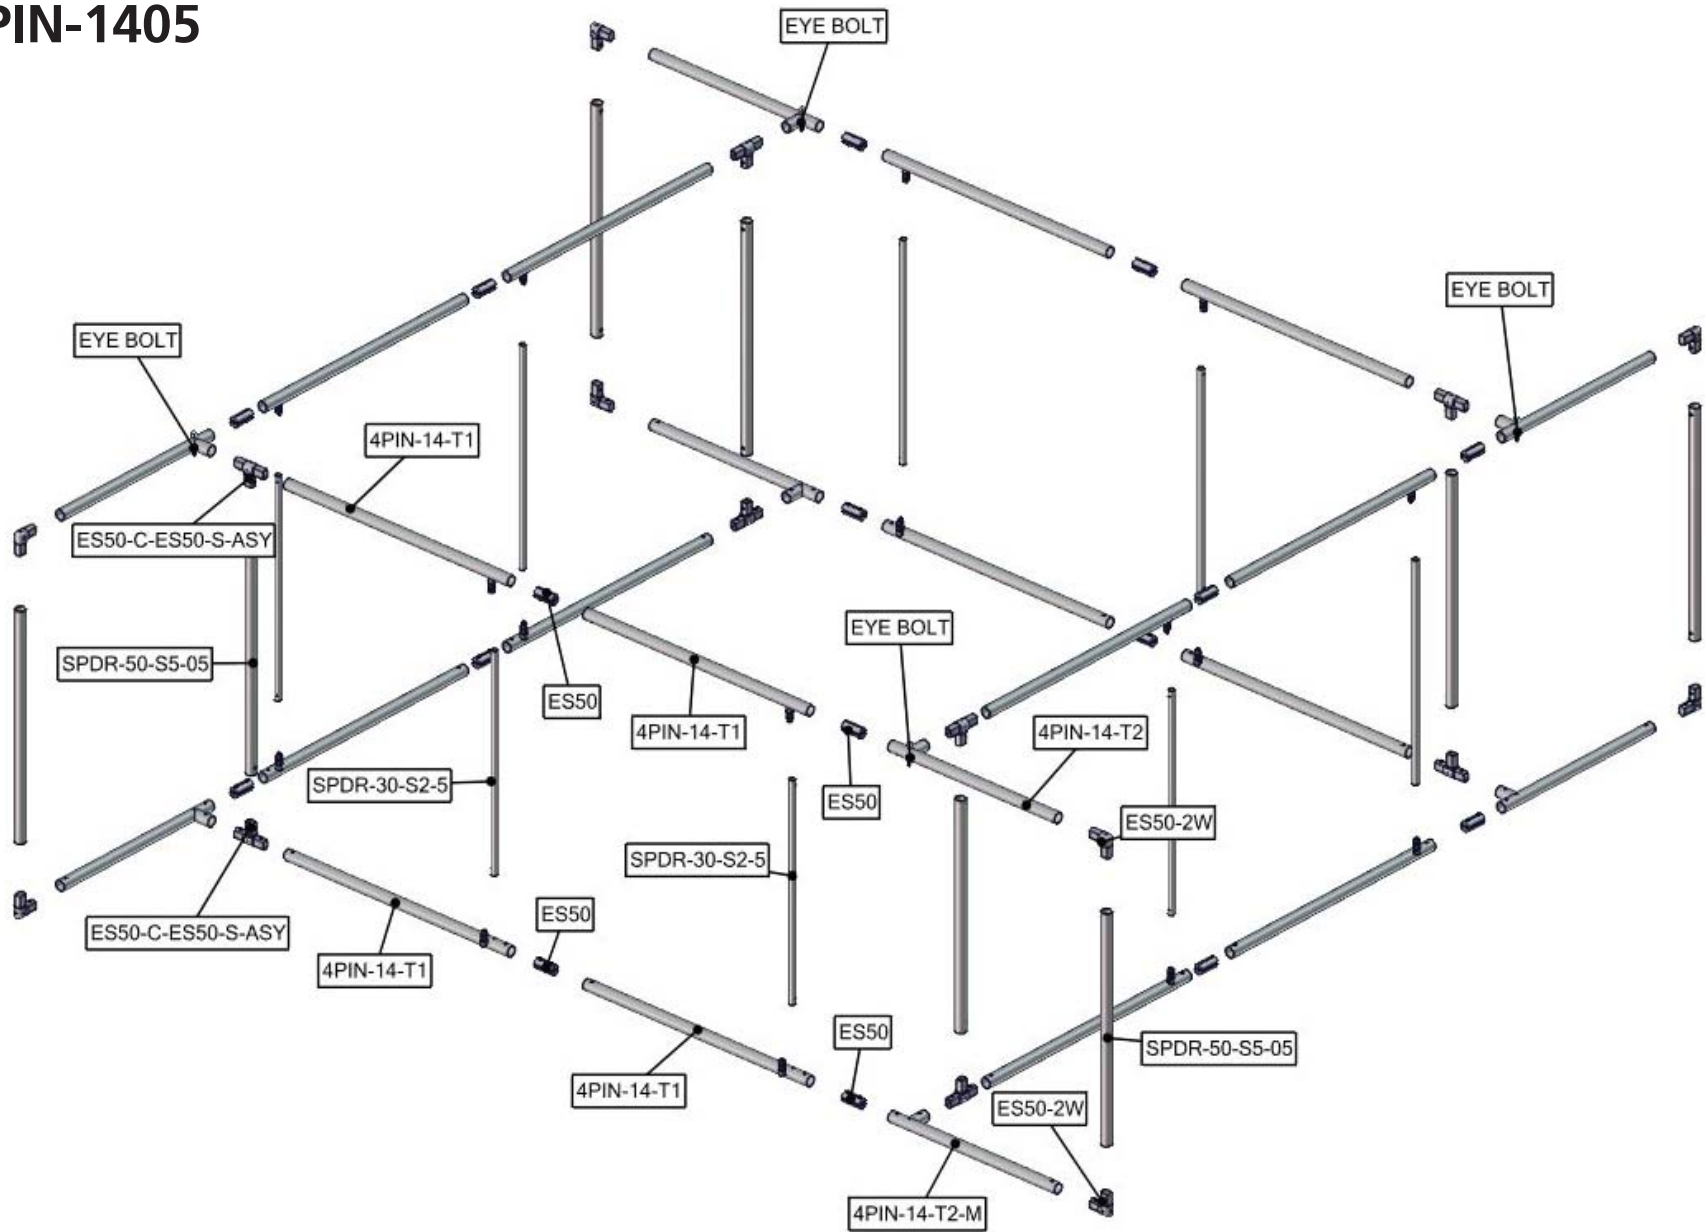 PIN-1405
EYE BOLT
EYE BOLT
EYE BOLT
4PIN-14-T1
ES50-C-ES50-S-ASY
SPDR-50-S5-05
ES50
EYE BOLT
4PIN-14-T1
4PIN-14-T2
SPDR-30-S2-5
ES50
ES50-2W
SPDR-30-S2-5
ES50-C-ES50-S-ASY
ES50
4PIN-14-T1
ES50
SPDR-50-S5-05
4PIN-14-T1
ES50-2W
4PIN-14-T2-M